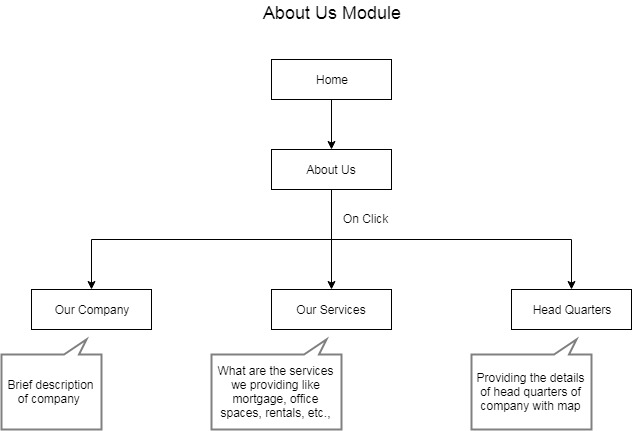 About Us Module
Home
About Us
On Click
Our Company
Our Services
Head Quarters
Brief description
of company
What are the services
we providing like
mortgage, office
spaces, rentals, etc.,
Providing the details
of head quarters of
company with map